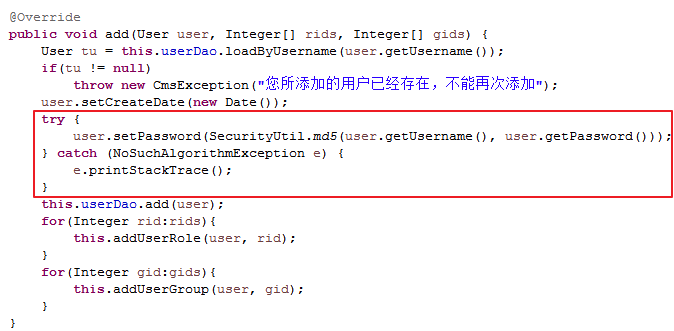 @Override
public void add(User user, Integer[] rids, Integer[] gids) {
    User tu = this.userDao.loadByUsername(user.getUsername());
    if(tu != null)
        throw new CmsException("您所添加的用户已经存在，不能再次添加");
    user.setCreateDate(new Date());
    try {
        user.setPassword(SecurityUtil.md5(user.getUsername(), user.getPassword()));
    } catch (NoSuchAlgorithmException e) {
        e.printStackTrace();
    }
    this.userDao.add(user);
    for(Integer rid:rids){
        this.addUserRole(user, rid);
    }
    for(Integer gid:gids){
        this.addUserGroup(user, gid);
    }
}